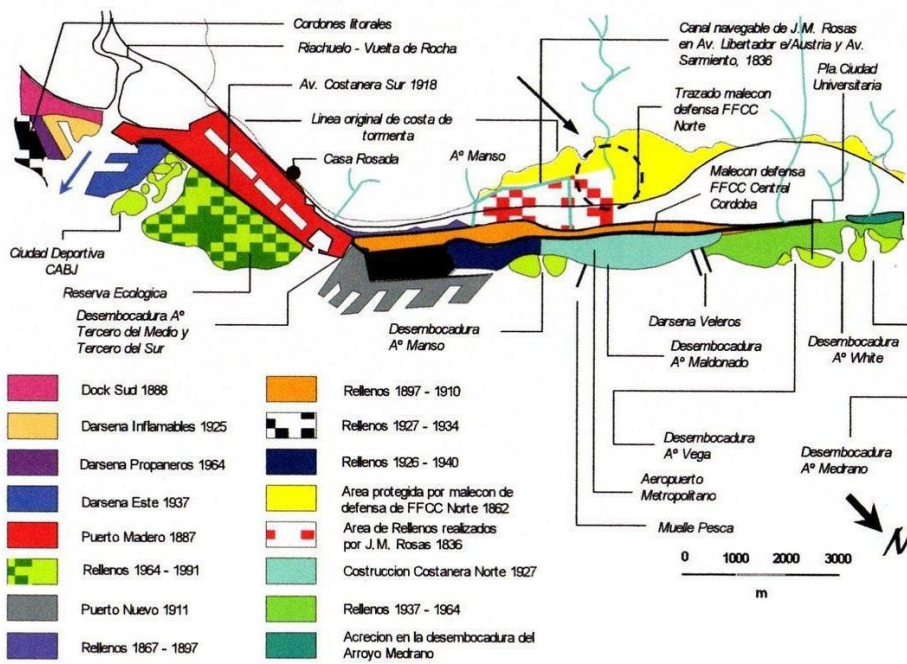 Cordones litorales
Riachuelo - Vuelta de Rocha
Av. Costanera Sur 1918
Linea original de costa de
tormenta
Casa Rosada
Aº Manso
Canal navegable de J.M. Rosas
en Av. Libertador e/Austria y Av.
Sarmiento, 1836
Pla. Ciudad
Universitaria
Trazado malecon
defensa FFCC
Norte
Malecon defensa
FFCC Central
Cordoba
Ciudad Deportiva
CABJ
Reserva Ecologica
Desembocadura Aº
Tercero del Medio y
Tercero del Sur
Desembocadura
Aº Manso
Darsena Veleros
Desembocadura
Aº Maldonado
Desembocadura
Aº White
Desembocadura
Aº Vega
Desembocadura
Aº Medrano
Aeropuerto
Metropolitano
Muelle Pesca
N
0 1000 2000 3000
m
Dock Sud 1888
Darsena Inflamables 1925
Darsena Propaneros 1964
Darsena Este 1937
Puerto Madero 1887
Rellenos 1964 - 1991
Puerto Nuevo 1911
Rellenos 1867 - 1897
Rellenos 1897 - 1910
Rellenos 1927 - 1934
Rellenos 1926 - 1940
Area protegida por malecon de
defensa de FFCC Norte 1862
Area de Rellenos realizados
por J.M. Rosas 1836
Costruccion Costanera Norte 1927
Rellenos 1937 - 1964
Acrecion en la desembocadura del
Arroyo Medrano